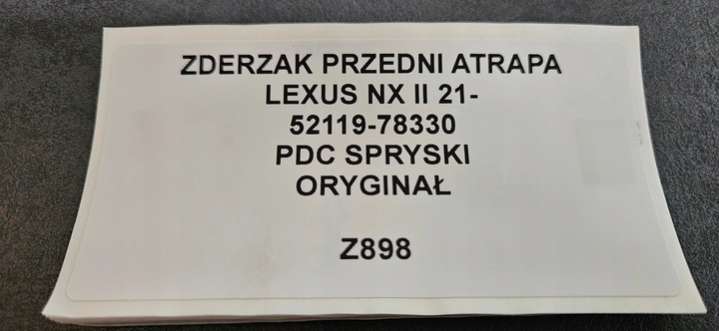 ZDERZAK PRZEDNI ATRAPA
LEXUS NX II 21-
52119-78330
PDC SPRYSKI
ORYGINAŁ
Z898